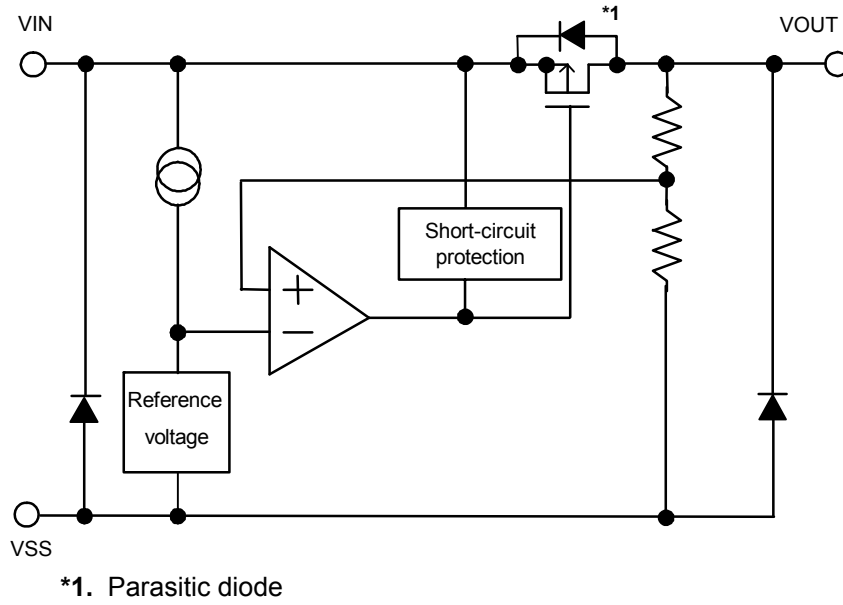 *1
VIN
VOUT
Short-circuit
protection
+
−
Reference
voltage
VSS
*1. Parasitic diode